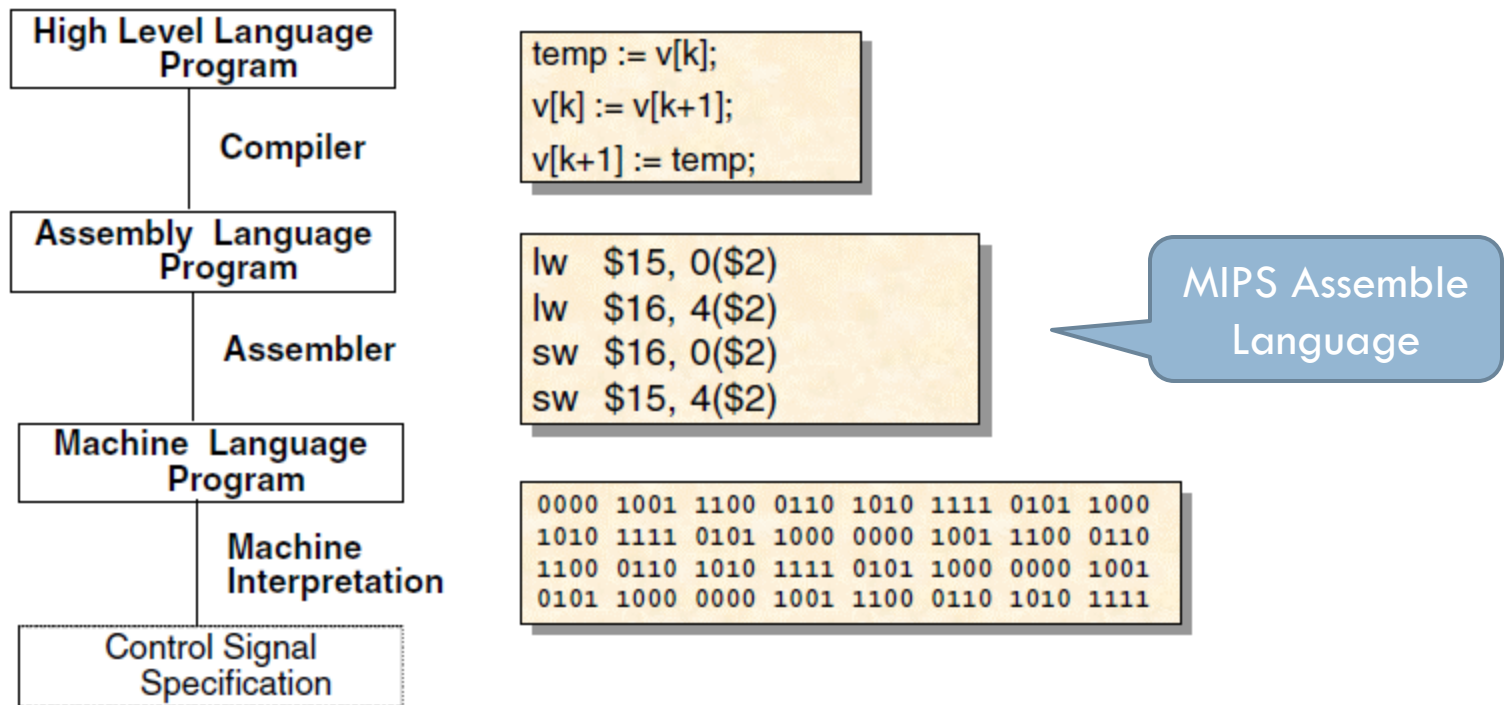 High Level Language
Program
Compiler
Assembly Language
Program
Assembler
Machine Language
Program
Machine
Interpretation
Control Signal
Specification
temp := v[k];
v[k] := v[k+1];
v[k+1] := temp;
lw $15, 0($2)
lw $16, 4($2)
sw $16, 0($2)
sw $15, 4($2)
MIPS Assemble
Language
0000 1001 1100 0110 1010 1111 0101 1000
1010 1111 0101 1000 0000 1001 1100 0110
1100 0110 1010 1111 0101 1000 0000 1001
0101 1000 0000 1001 1100 0110 1010 1111